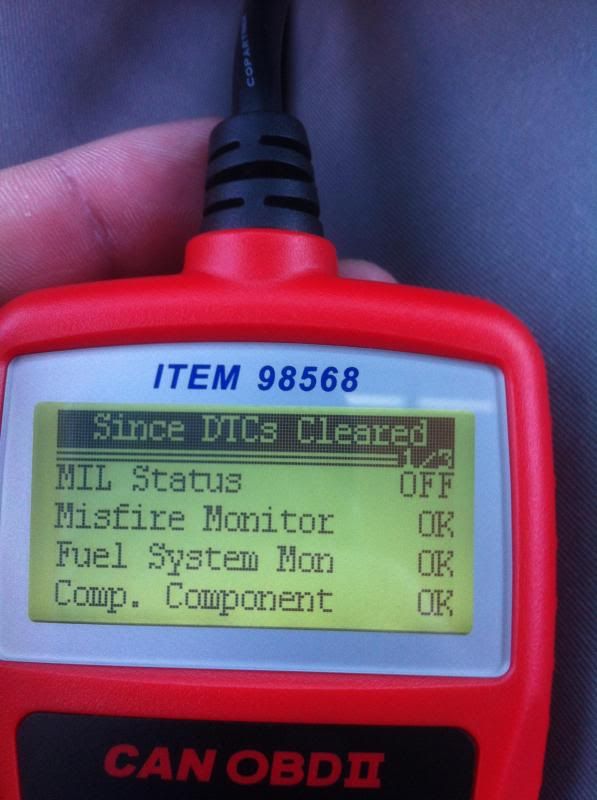 ITEM 98568
Since DTCs Cleared
1/3
MIL Status OFF
Misfire Monitor OK
Fuel System Mon OK
Comp. Component OK
CAN OBDII